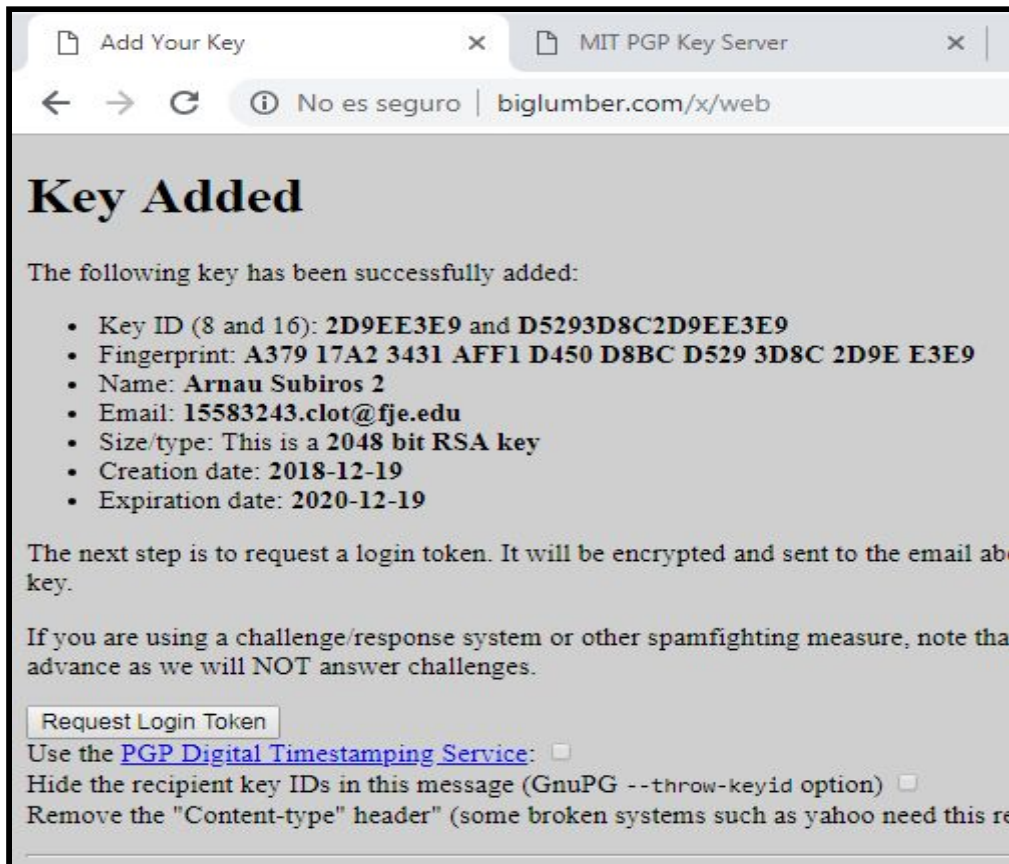 Add Your Key
MIT PGP Key Server
No es seguro | biglumber.com/x/web
Key Added
The following key has been successfully added:
• Key ID (8 and 16): 2D9EE3E9 and D5293D8C2D9EE3E9
• Fingerprint: A379 17A2 3431 AFF1 D450 D8BC D529 3D8C 2D9E E3E9
• Name: Arnau Subiros 2
• Email: 15583243.clot@fje.edu
• Size/type: This is a 2048 bit RSA key
• Creation date: 2018-12-19
• Expiration date: 2020-12-19
The next step is to request a login token. It will be encrypted and sent to the email
key.
If you are using a challenge/response system or other spamfighting measure, note
advance as we will NOT answer challenges.
Request Login Token
Use the PGP Digital Timestamping Service:
Hide the recipient key IDs in this message (GnuPG --throw-keyid option)
Remove the "Content-type" header" (some broken systems such as yahoo need this